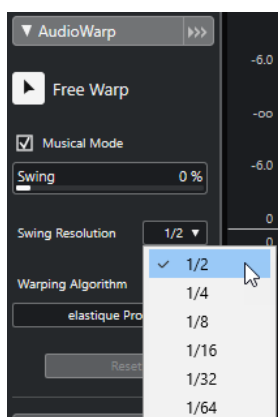 ▼ AudioWarp
Free Warp
Musical Mode
Swing 0 %
Swing Resolution 1/2 ▼
✓ 1/2
1/4
1/8
1/16
1/32
1/64
Warping Algorithm
elastique Pro
Reset
-6.0
-oo
-6.0
0
0